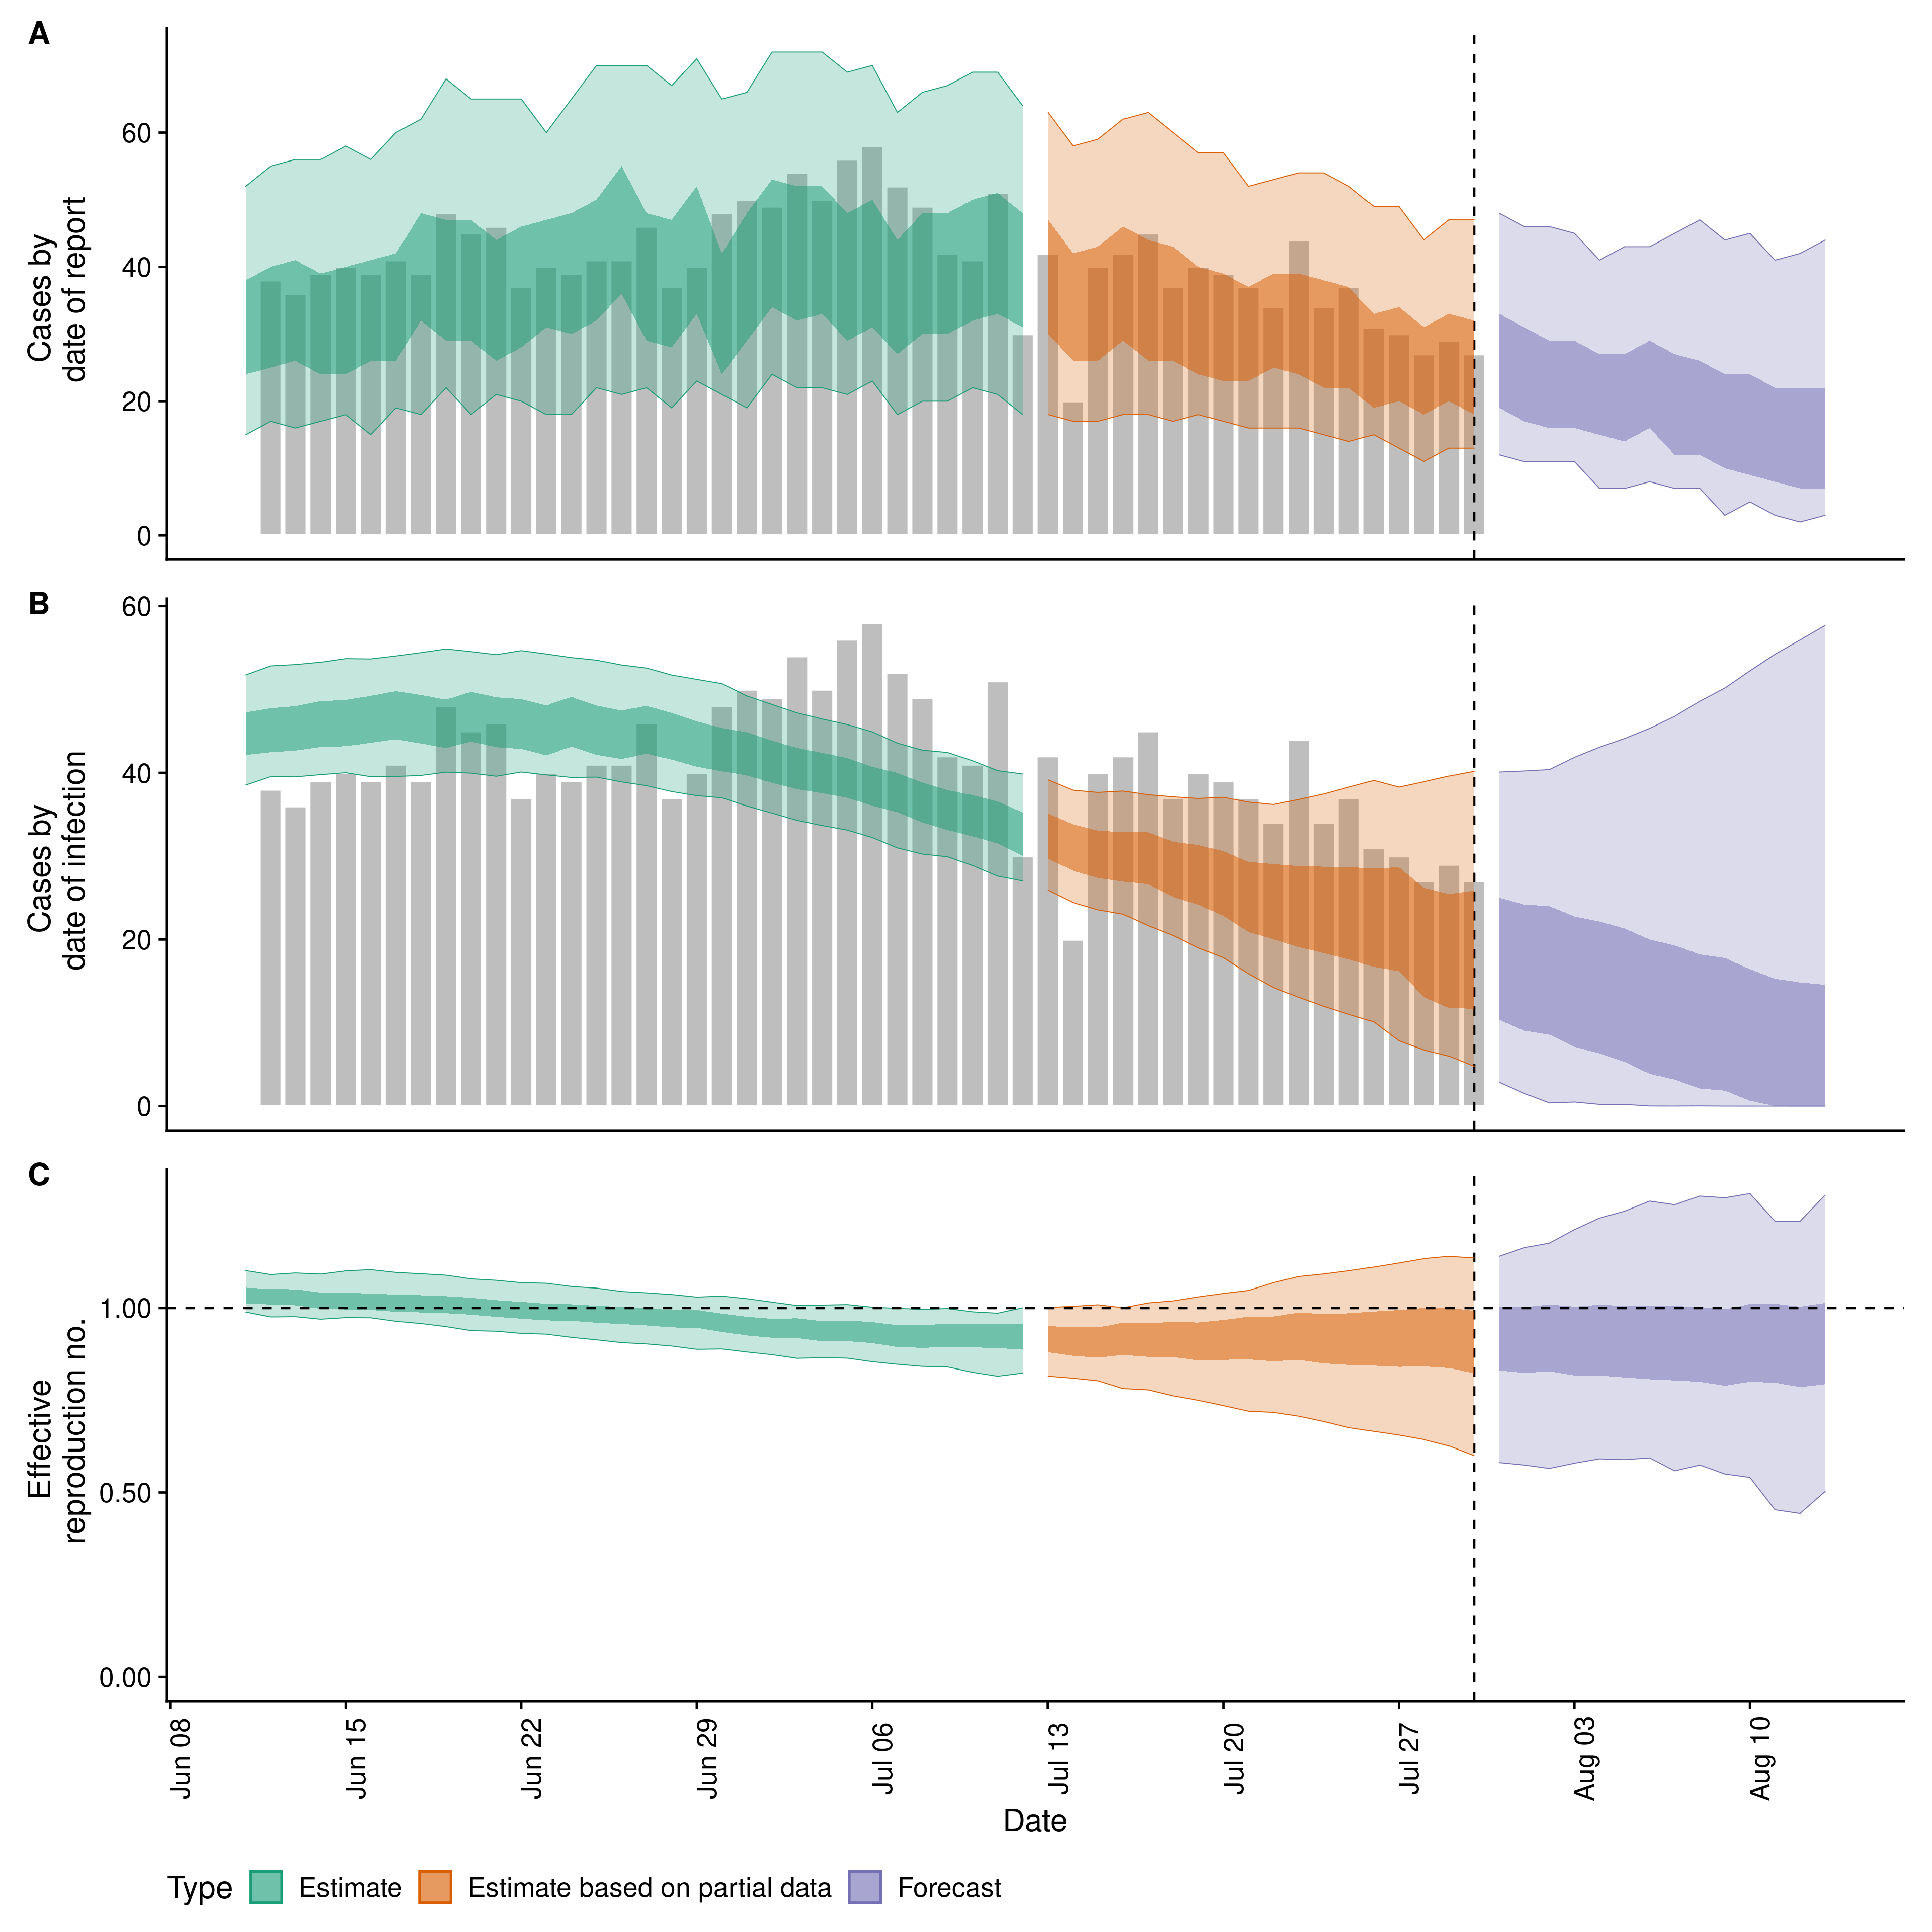 A
60
40
20
0
Cases by
date of report
B
60
40
20
0
Cases by
date of infection
C
1.00
0.50
0.00
Effective
reproduction no.
Jun 08
Jun 15
Jun 22
Jun 29
Jul 06
Jul 13
Jul 20
Jul 27
Aug 03
Aug 10
Date
Type Estimate Estimate based on partial data Forecast